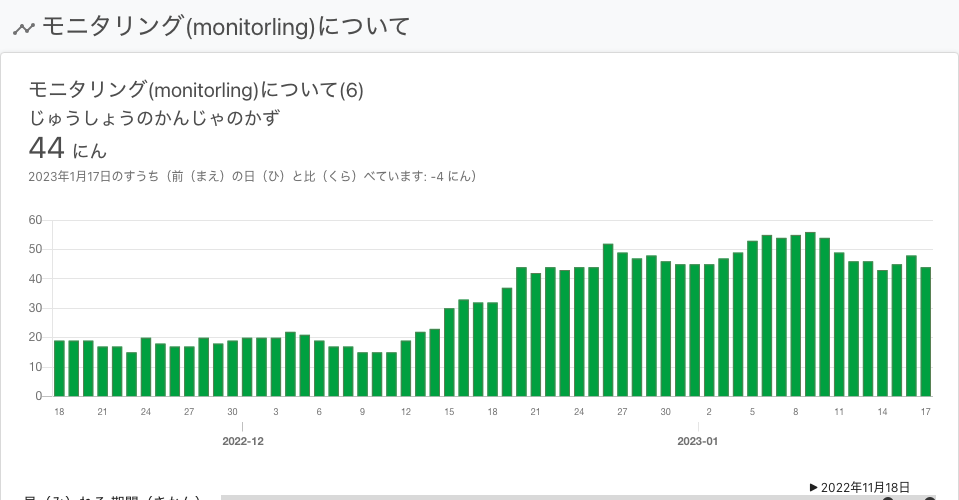 モニタリング(monitorling)について
モニタリング(monitorling)について(6)
じゅうしょうのかんじゃのかず
44 にん
2023年1月17日のすうち（前（まえ）の日（ひ）と比（くら）べています: -4 にん）
60
50
40
30
20
10
0
18 21 24 27 30 3 6 9 12 15 18 21 24 27 30 2 5 8 11 14 17
2022-12 2023-01
▶ 2022年11月18日